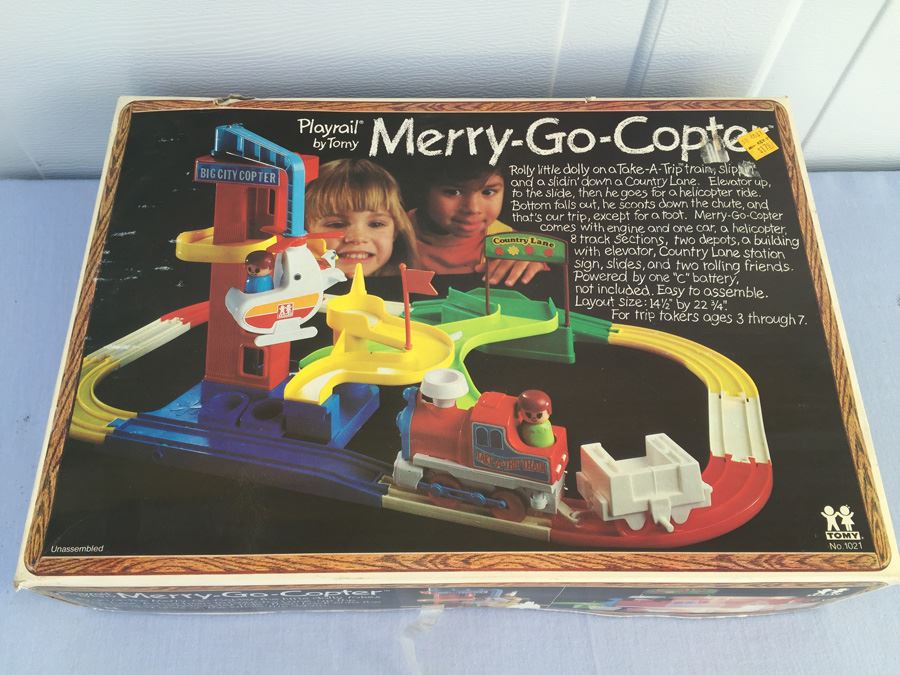 Playrail®
by Tomy
Merry-Go-Copter
Rolly little dolly on a Take-A-Trip train, slippin'
and a slidin' down a Country Lane. Elevator up,
to the slide, then he goes for a helicopter ride.
Bottom falls out, he scoots down the chute, and
that's our trip, except for a toot. Merry-Go-Copter
comes with engine and one car, a helicopter,
8 track sections, two depots, a building
with elevator, Country Lane station
sign, slides, and two rolling friends.
Powered by one "C" battery,
not included. Easy to assemble.
Layout size: 14½" by 22 ¾".
For trip takers ages 3 through 7.
BIG CITY COPTER
Country Lane
TAKE-A-TRIP TRAIN
Unassembled
TOMY
No. 1021
Merry-Go-Copter